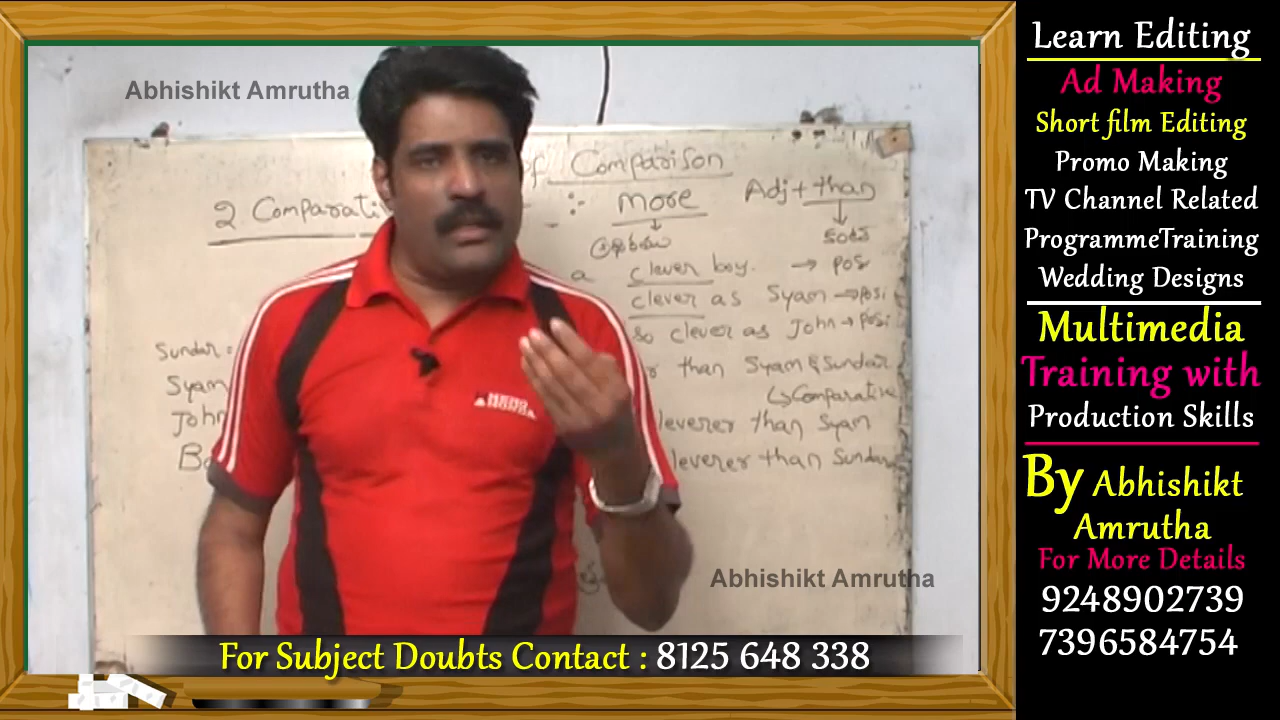 Abhishikt Amrutha
of Comparison
2 Comparati
:- more Adj + than
a clever boy. → pos
clever as Syam → posi
so clever as John → posi
Sundar
r than Syam & Sundar
Syam
↳ Comparative
John
leverer than Syam
leverer than Sundar
HERO
HONDA
Abhishikt Amrutha
For Subject Doubts Contact : 8125 648 338
Learn Editing
Ad Making
Short film Editing
Promo Making
TV Channel Related
ProgrammeTraining
Wedding Designs
Multimedia
Training with
Production Skills
By Abhishikt
Amrutha
For More Details
9248902739
7396584754